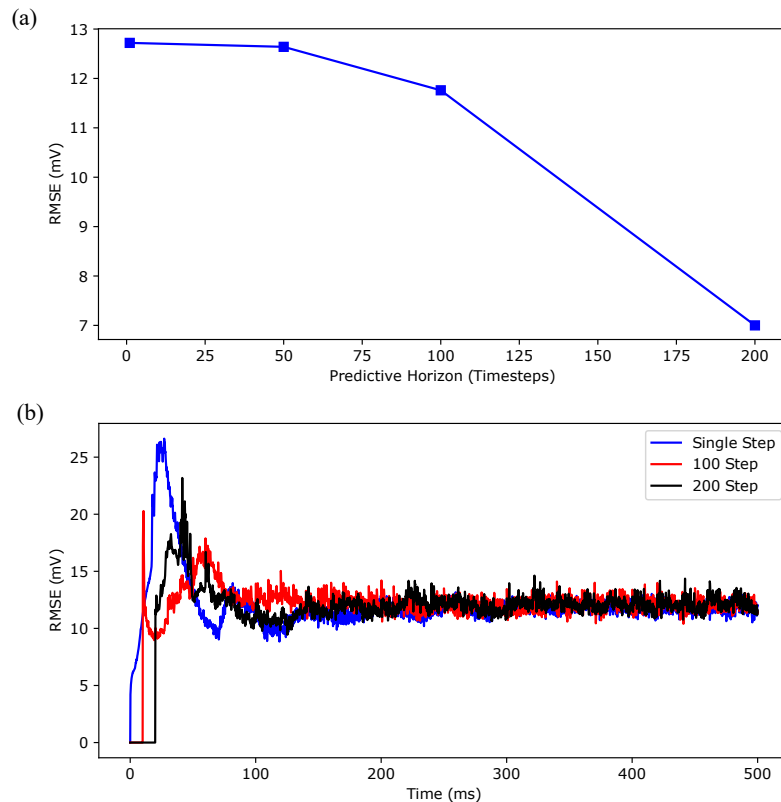 (a)
13
12
11
10
9
8
7
RMSE (mV)
0 25 50 75 100 125 150 175 200
Predictive Horizon (Timesteps)
(b)
25
20
15
10
5
0
RMSE (mV)
Single Step
100 Step
200 Step
0 100 200 300 400 500
Time (ms)